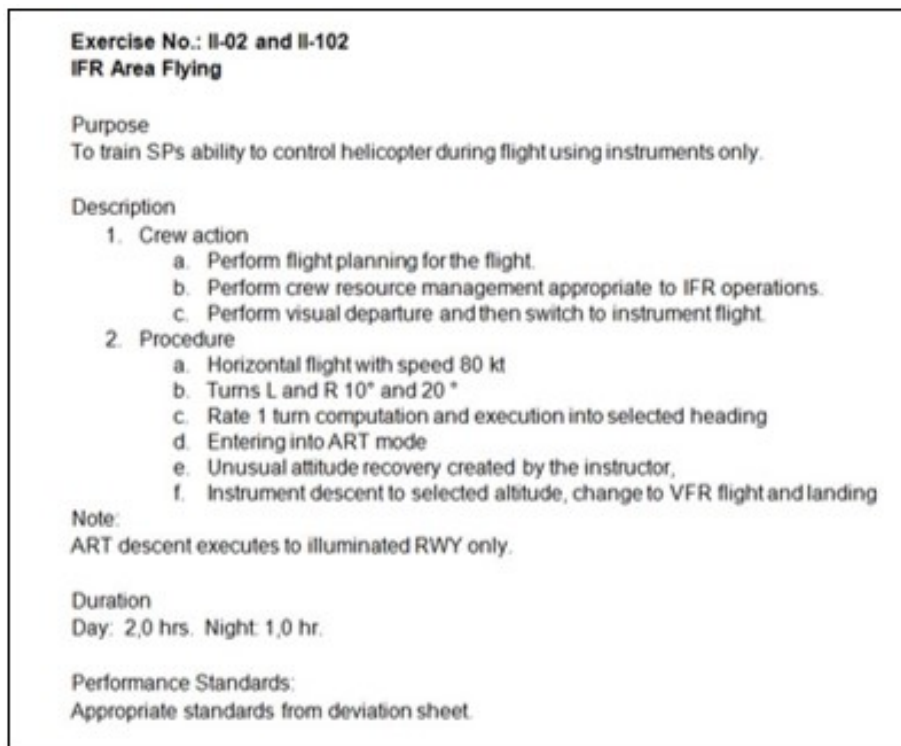 Exercise No.: II-02 and II-102
IFR Area Flying
Purpose
To train SPs ability to control helicopter during flight using instruments only.
Description
1. Crew action
a. Perform flight planning for the flight.
b. Perform crew resource management appropriate to IFR operations.
c. Perform visual departure and then switch to instrument flight.
2. Procedure
a. Horizontal flight with speed 80 kt
b. Turns L and R 10° and 20 °
c. Rate 1 turn computation and execution into selected heading
d. Entering into ART mode
e. Unusual attitude recovery created by the instructor,
f. Instrument descent to selected altitude, change to VFR flight and landing
Note:
ART descent executes to illuminated RWY only.
Duration
Day: 2,0 hrs. Night: 1,0 hr.
Performance Standards:
Appropriate standards from deviation sheet.